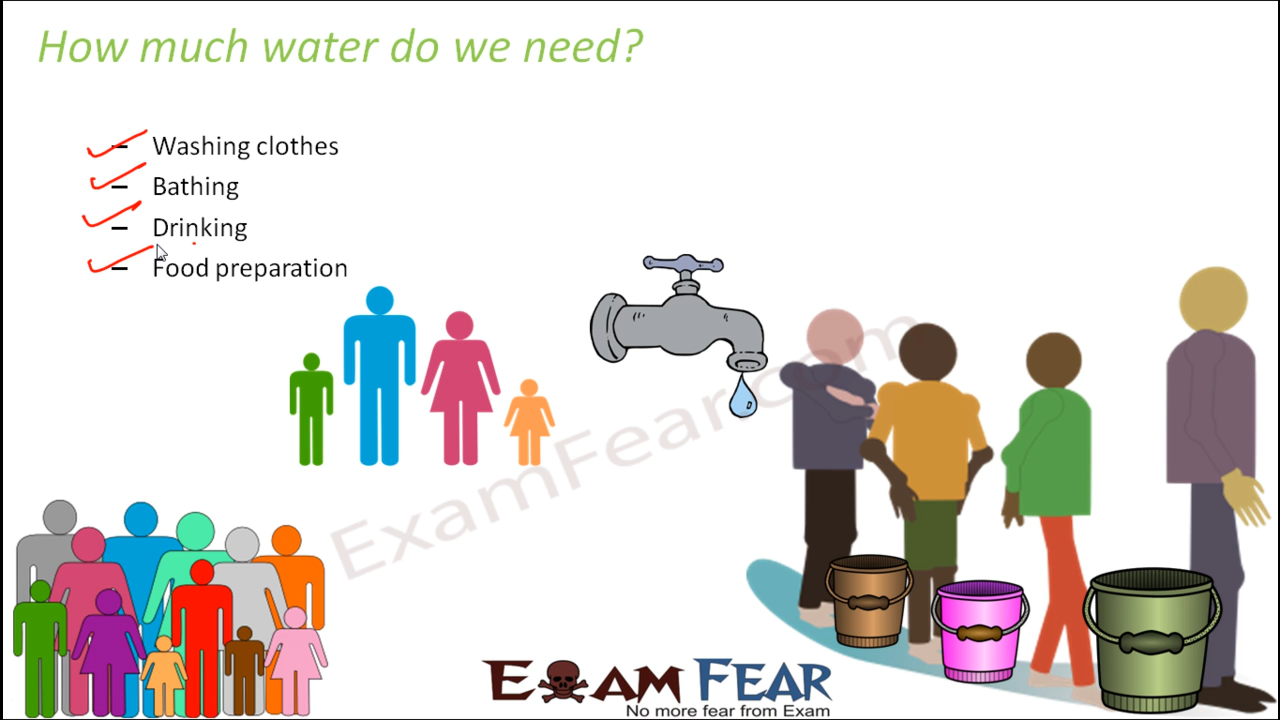 How much water do we need?
– Washing clothes
– Bathing
– Drinking
– Food preparation
ExamFear.com
EXAM FEAR
No more fear from Exam